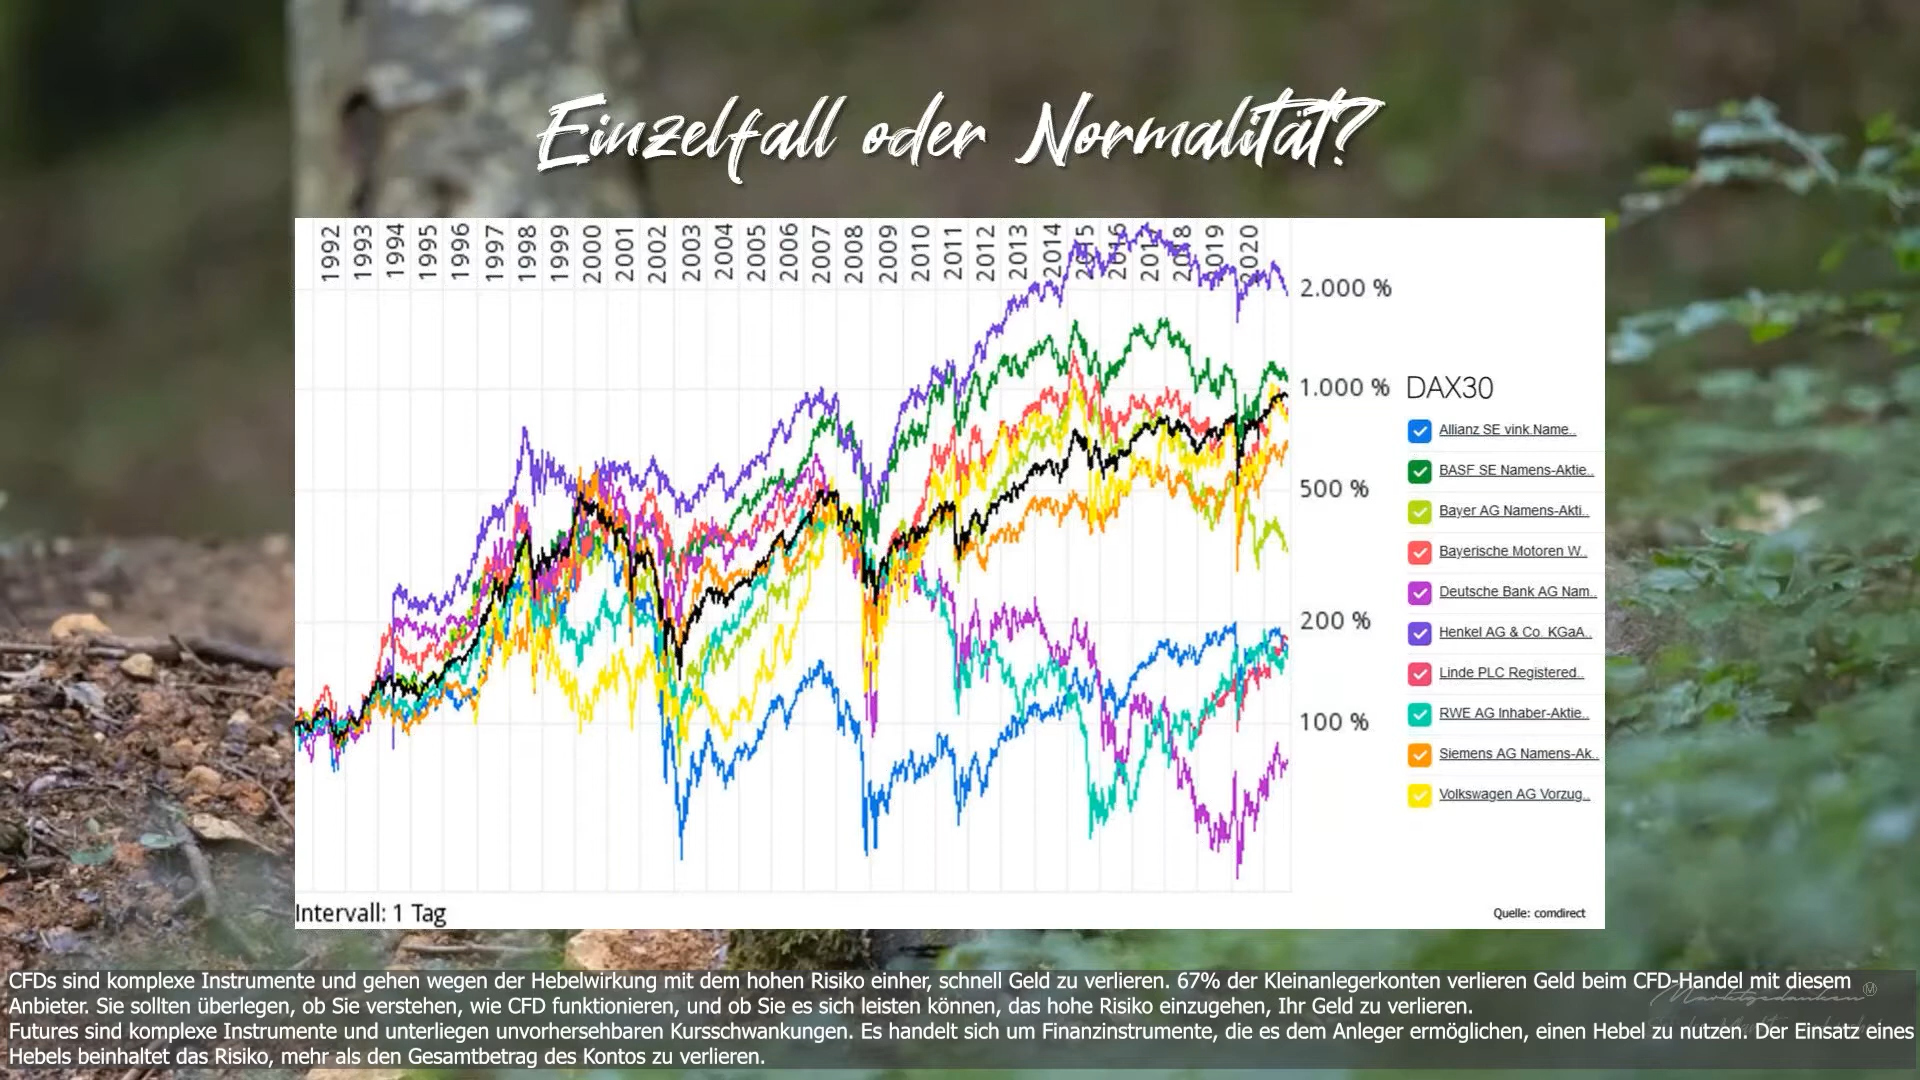 Einzelfall oder Normalität?
1992 1993 1994 1995 1996 1997 1998 1999 2000 2001 2002 2003 2004 2005 2006 2007 2008 2009 2010 2011 2012 2013 2014 2015 2016 2017 2018 2019 2020
2.000 %
1.000 %
500 %
200 %
100 %
DAX30
Allianz SE vink.Name..
BASF SE Namens-Aktie..
Bayer AG Namens-Akti..
Bayerische Motoren W..
Deutsche Bank AG Nam..
Henkel AG & Co. KGaA..
Linde PLC Registered..
RWE AG Inhaber-Aktie..
Siemens AG Namens-Ak..
Volkswagen AG Vorzug..
Intervall: 1 Tag
Quelle: comdirect
CFDs sind komplexe Instrumente und gehen wegen der Hebelwirkung mit dem hohen Risiko einher, schnell Geld zu verlieren. 67% der Kleinanlegerkonten verlieren Geld beim CFD-Handel mit diesem
Anbieter. Sie sollten überlegen, ob Sie verstehen, wie CFD funktionieren, und ob Sie es sich leisten können, das hohe Risiko einzugehen, Ihr Geld zu verlieren.
Futures sind komplexe Instrumente und unterliegen unvorhersehbaren Kursschwankungen. Es handelt sich um Finanzinstrumente, die es dem Anleger ermöglichen, einen Hebel zu nutzen. Der Einsatz eines
Hebels beinhaltet das Risiko, mehr als den Gesamtbetrag des Kontos zu verlieren.
Marktgedanken